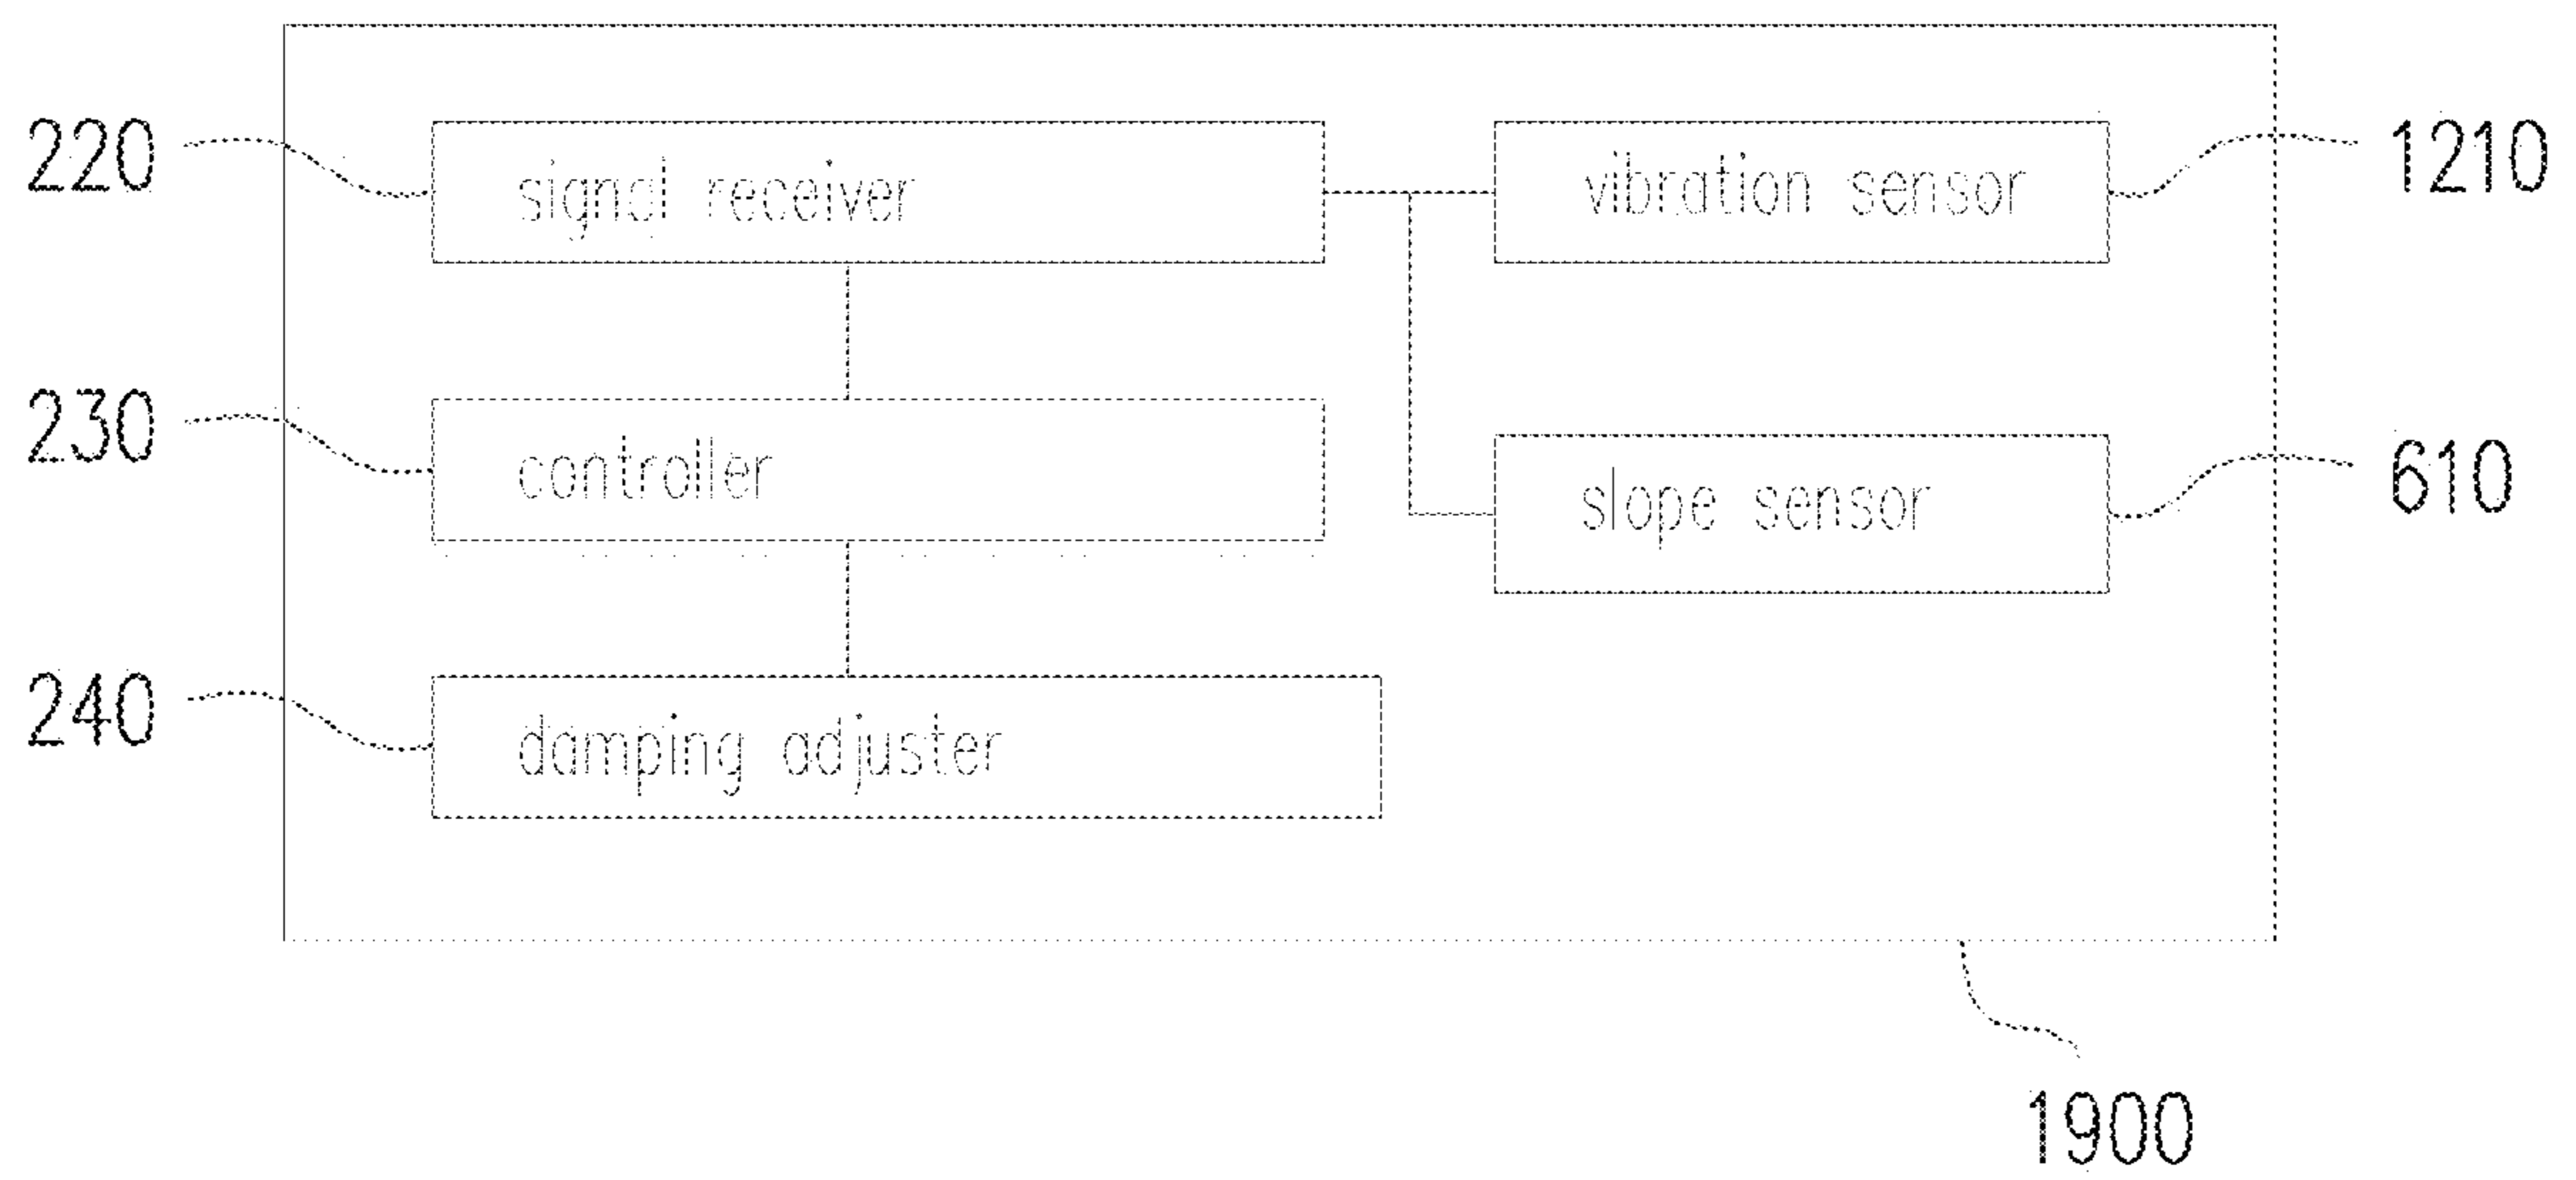 220 signal receiver vibration sensor 1210
230 controller
slope sensor 610
240 damping adjuster
1900